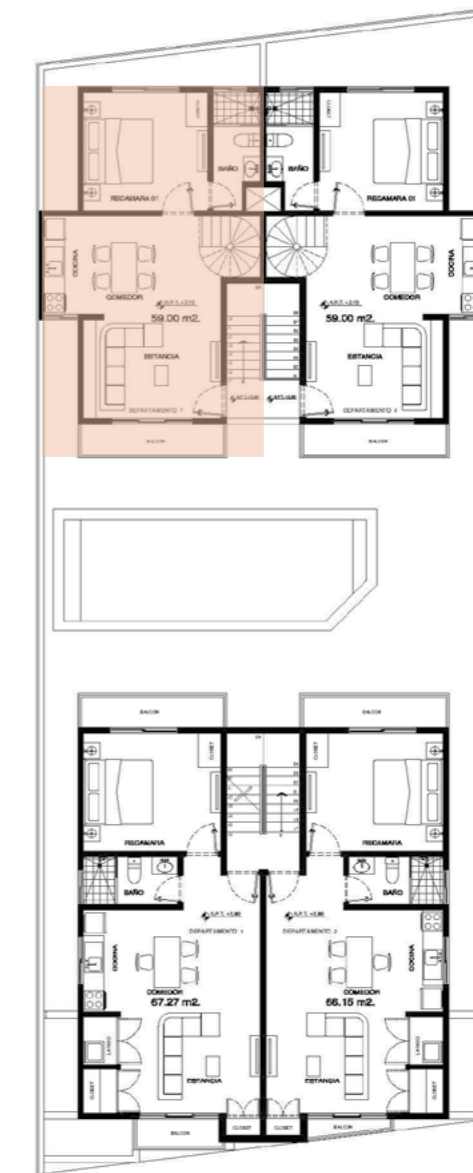 CLOSET
CLOSET
BAÑO
BAÑO
RECAMARA 01
RECAMARA 01
COCINA
COCINA
COMEDOR
COMEDOR
59.00 m2.
59.00 m2.
ESTANCIA
ESTANCIA
DEPARTAMENTO
DEPARTAMENTO
BALCON
BALCON
BALCON
BALCON
CLOSET
CLOSET
RECAMARA
RECAMARA
BAÑO
BAÑO
DEPARTAMENTO 1
DEPARTAMENTO 2
COCINA
COCINA
COMEDOR
COMEDOR
67.27 m2.
66.15 m2.
LAVADO
LAVADO
ESTANCIA
ESTANCIA
CLOSET
CLOSET
CLOSET
CLOSET
BALCON
BALCON